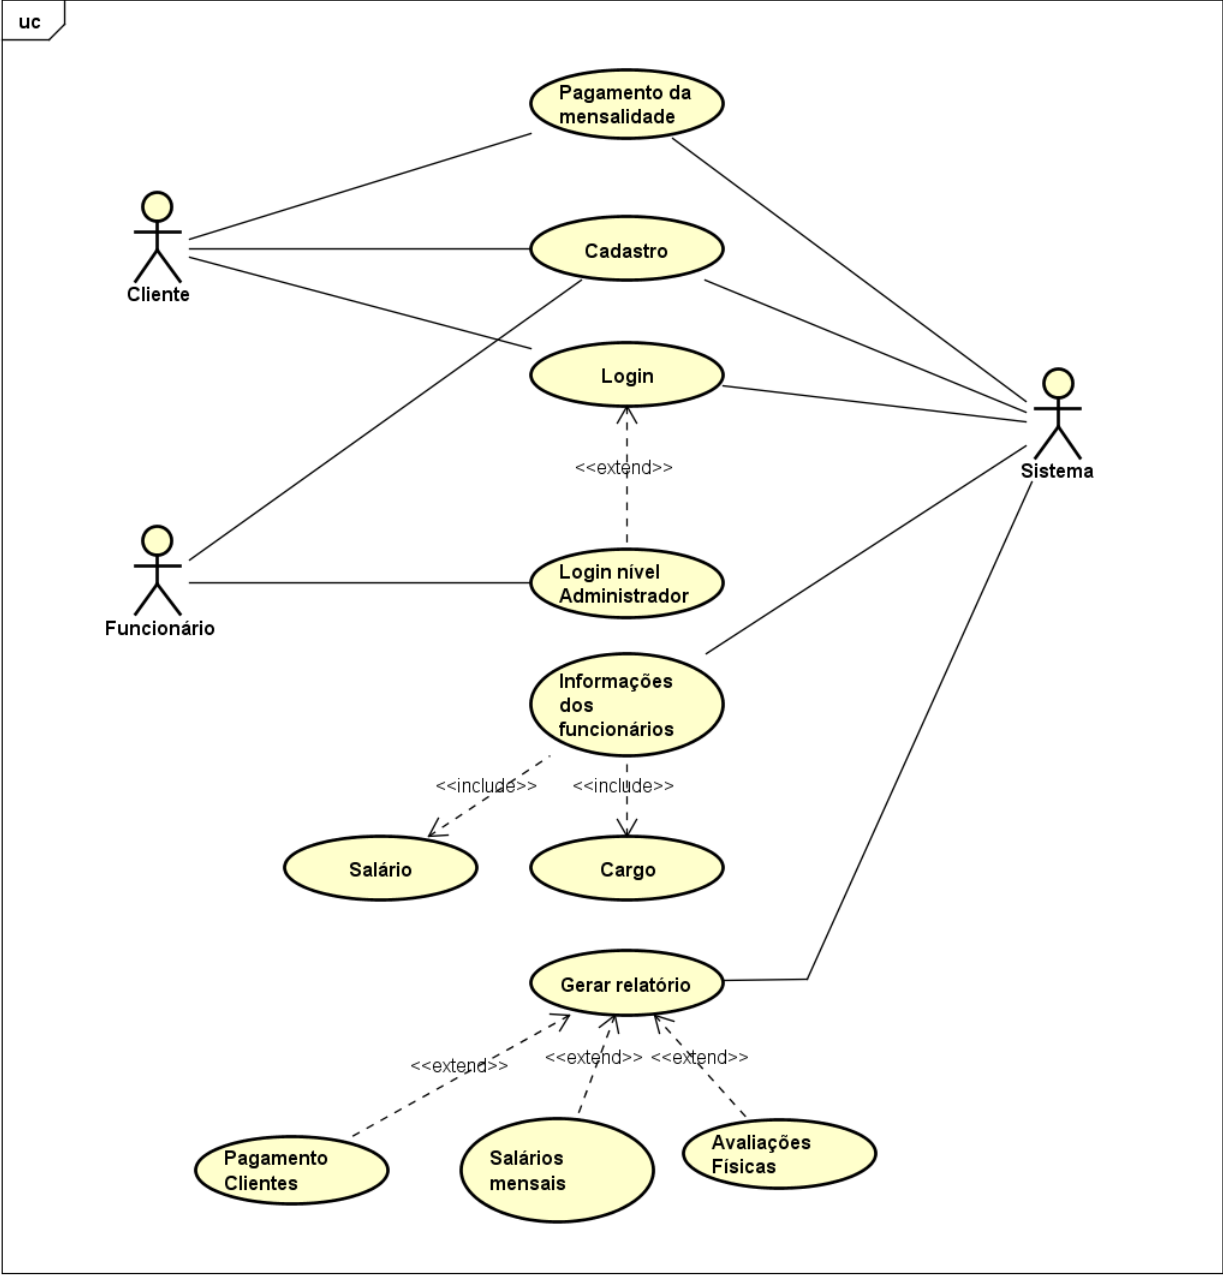 uc
Pagamento da
mensalidade
Cliente
Cadastro
Login
Sistema
<<extend>>
Funcionário
Login nível
Administrador
Informações
dos
funcionários
<<include>>
<<include>>
Salário
Cargo
Gerar relatório
<<extend>>
<<extend>>
<<extend>>
Pagamento
Clientes
Salários
mensais
Avaliações
Físicas